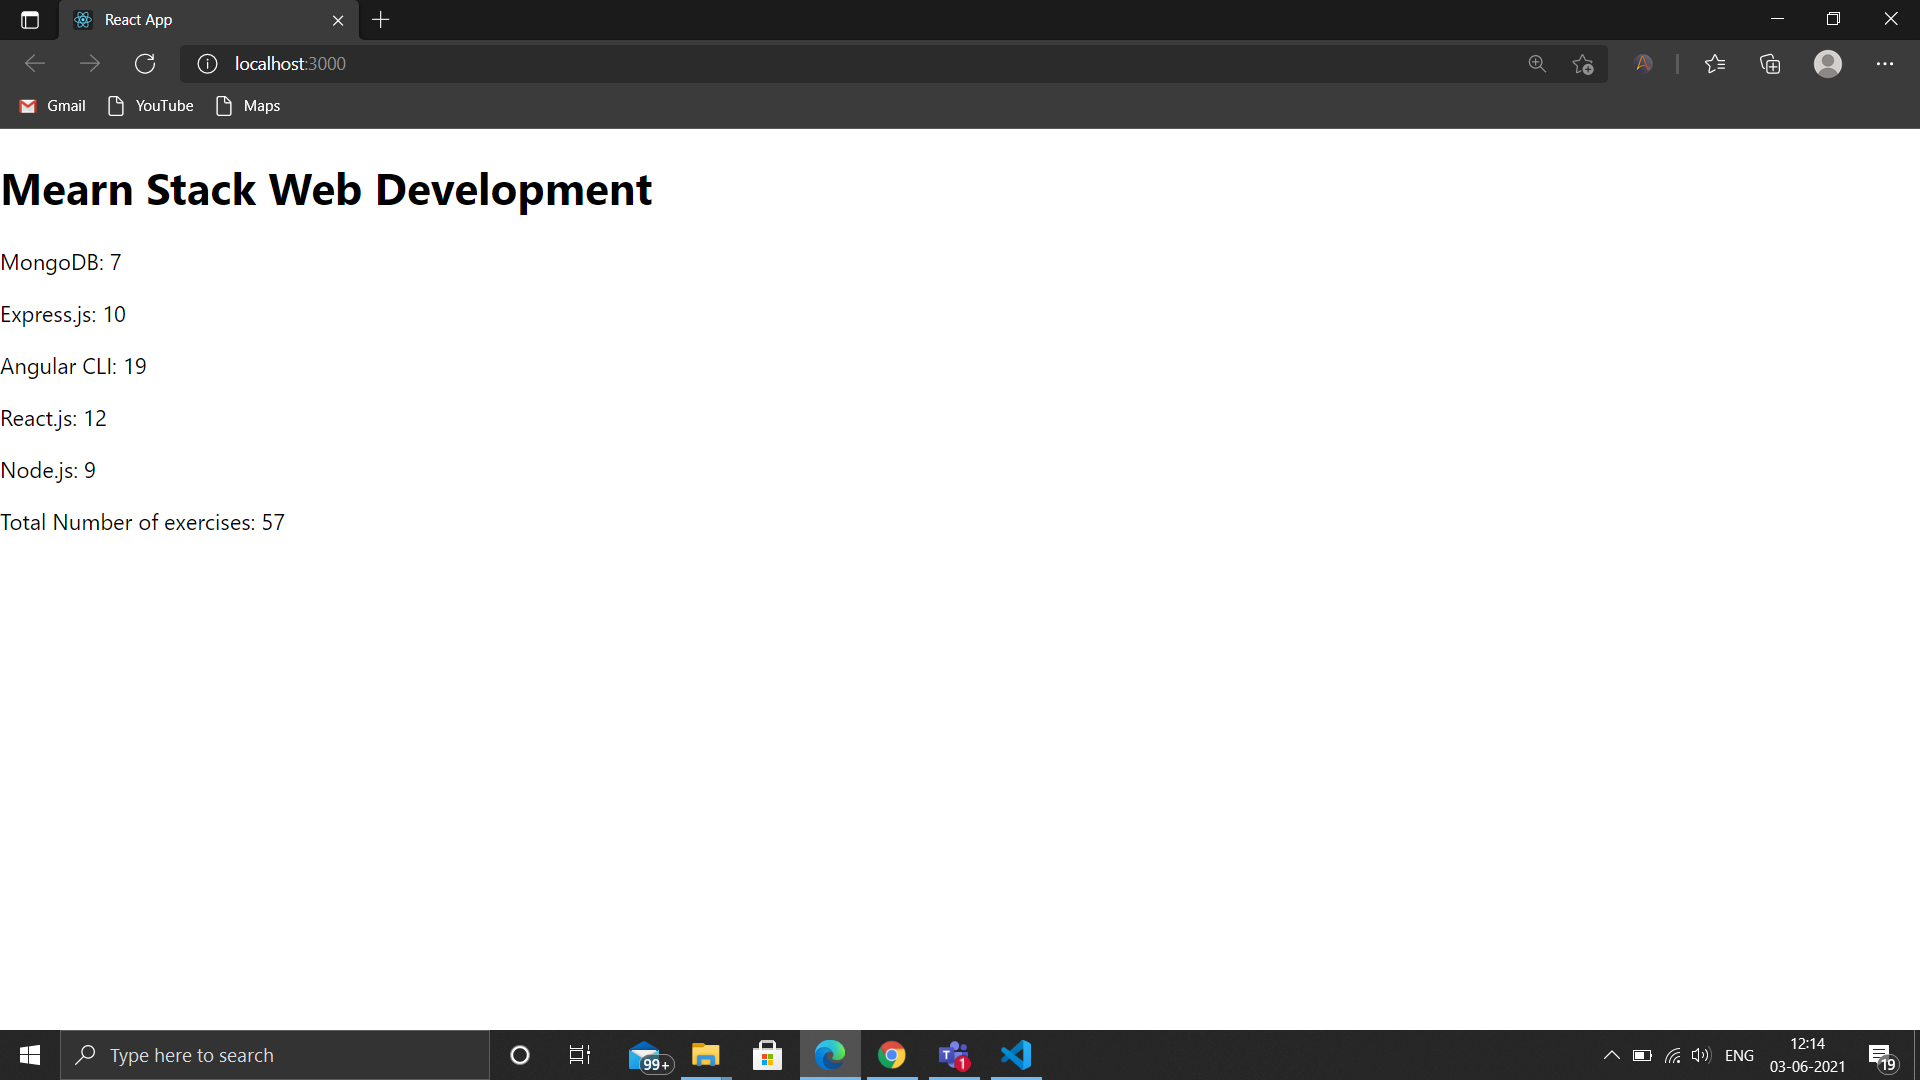 React App
localhost:3000
Gmail YouTube Maps
Mearn Stack Web Development
MongoDB: 7
Express.js: 10
Angular CLI: 19
React.js: 12
Node.js: 9
Total Number of exercises: 57
Type here to search
99+
T
1
ENG
12:14
03-06-2021
19